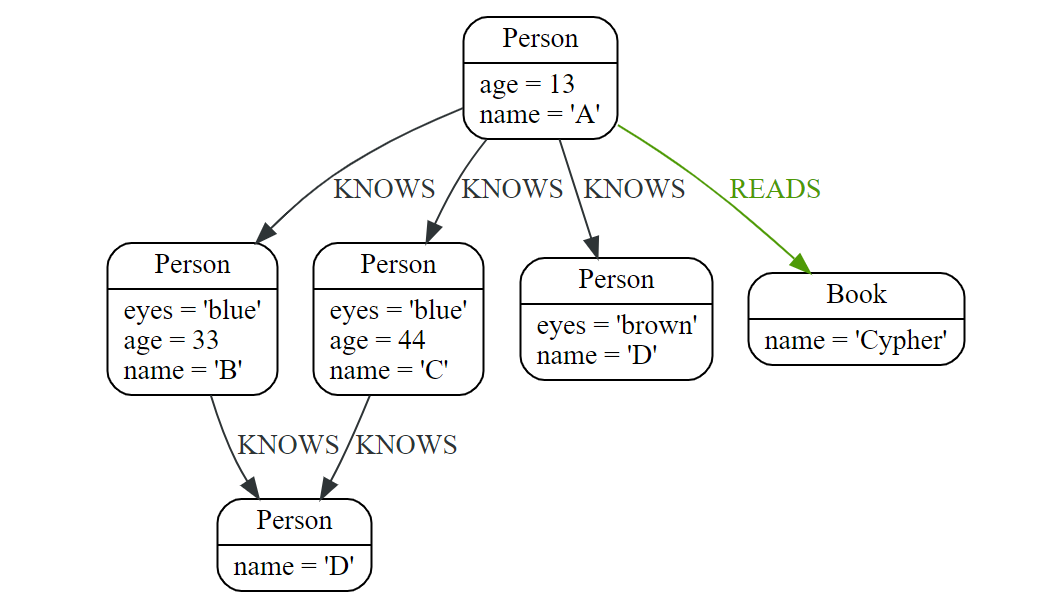 Person
age = 13
name = 'A'
KNOWS
KNOWS
KNOWS
READS
Person
eyes = 'blue'
age = 33
name = 'B'
Person
eyes = 'blue'
age = 44
name = 'C'
Person
eyes = 'brown'
name = 'D'
Book
name = 'Cypher'
KNOWS
KNOWS
Person
name = 'D'